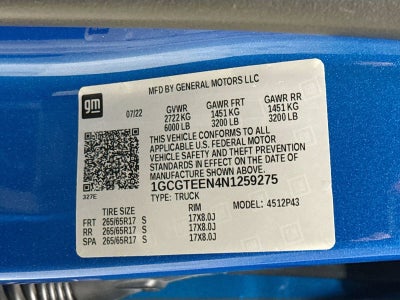 gm
MFD BY GENERAL MOTORS LLC
07/22 GVWR GAWR FRT GAWR RR
2722 KG 1451 KG 1451 KG
6000 LB 3200 LB 3200 LB
THIS VEHICLE CONFORMS TO ALL
APPLICABLE U.S. FEDERAL MOTOR
VEHICLE SAFETY AND THEFT PREVENTION
STANDARDS IN EFFECT ON THE DATE OF
MANUFACTURE SHOWN ABOVE.
1GCGTEEN4N1259275
327E
TYPE: TRUCK
TIRE SIZE RIM MODEL: 4512P43
FRT 265/65R17 S 17X8.0J
RR 265/65R17 S 17X8.0J
SPA 265/65R17 S 17X8.0J